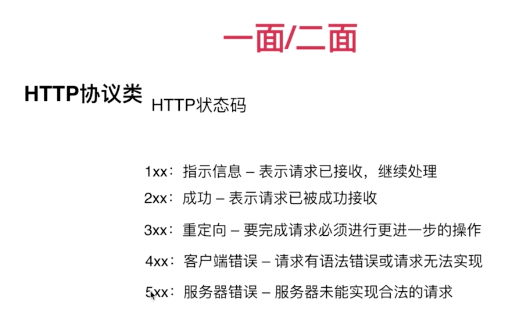 一面/二面
HTTP协议类
HTTP状态码
1xx：指示信息 – 表示请求已接收，继续处理
2xx：成功 – 表示请求已被成功接收
3xx：重定向 – 要完成请求必须进行更进一步的操作
4xx：客户端错误 – 请求有语法错误或请求无法实现
5xx：服务器错误 – 服务器未能实现合法的请求